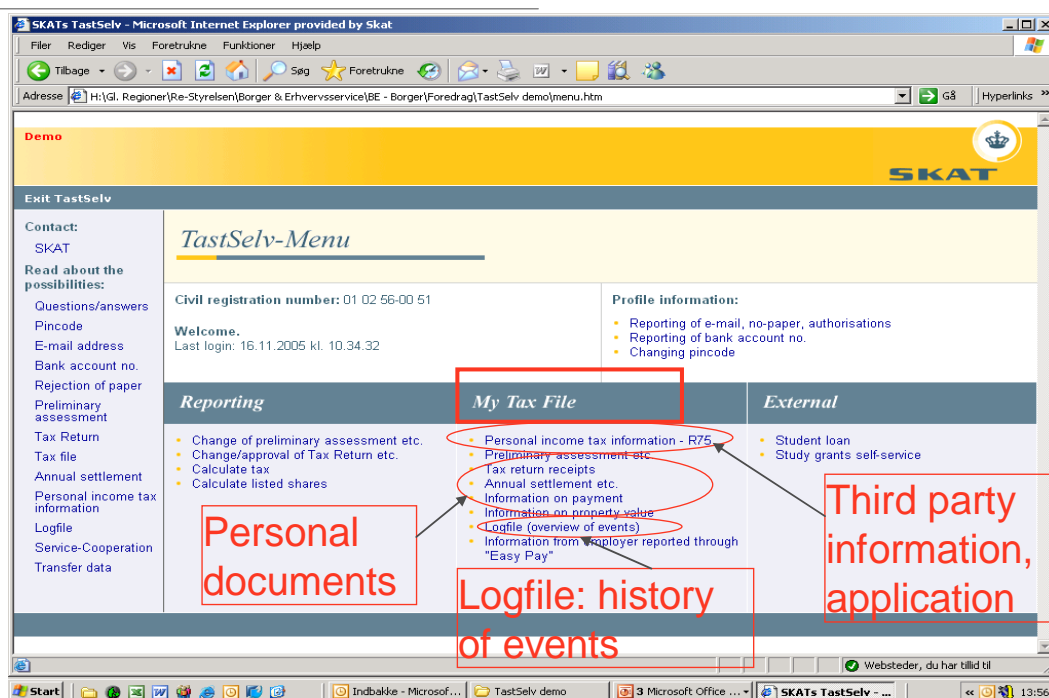 SKATs TastSelv - Microsoft Internet Explorer provided by Skat
Filer Rediger Vis Foretrukne Funktioner Hjælp
Tilbage Søg Foretrukne
Adresse H:\Gl. Regioner\Re-Styrelsen\Borger & Erhvervsservice\BE - Borger\Foredrag\TastSelv demo\menu.htm Gå Hyperlinks »
Demo
SKAT
Exit TastSelv
Contact:
SKAT
Read about the
possibilities:
Questions/answers
Pincode
E-mail address
Bank account no.
Rejection of paper
Preliminary
assessment
Tax Return
Tax file
Annual settlement
Personal income tax
information
Logfile
Service-Cooperation
Transfer data
TastSelv-Menu
Civil registration number: 01 02 56-00 51
Welcome.
Last login: 16.11.2005 kl. 10.34.32
Profile information:
Reporting of e-mail, no-paper, authorisations
Reporting of bank account no.
Changing pincode
Reporting
Change of preliminary assessment etc.
Change/approval of Tax Return etc.
Calculate tax
Calculate listed shares
My Tax File
Personal income tax information - R75
Preliminary assessment etc.
Tax return receipts
Annual settlement
etc.
Information on payment
Information on property value
Logfile (overview of events)
Information from employer reported through
"Easy Pay"
External
Student loan
Study grants self-service
Personal
documents
Logfile: history
of events
Third party
information,
application
Websteder, du har tillid til
Start Indbakke - Microsof... TastSelv demo 3 Microsoft Office ... SKATs TastSelv - ... « 13:56